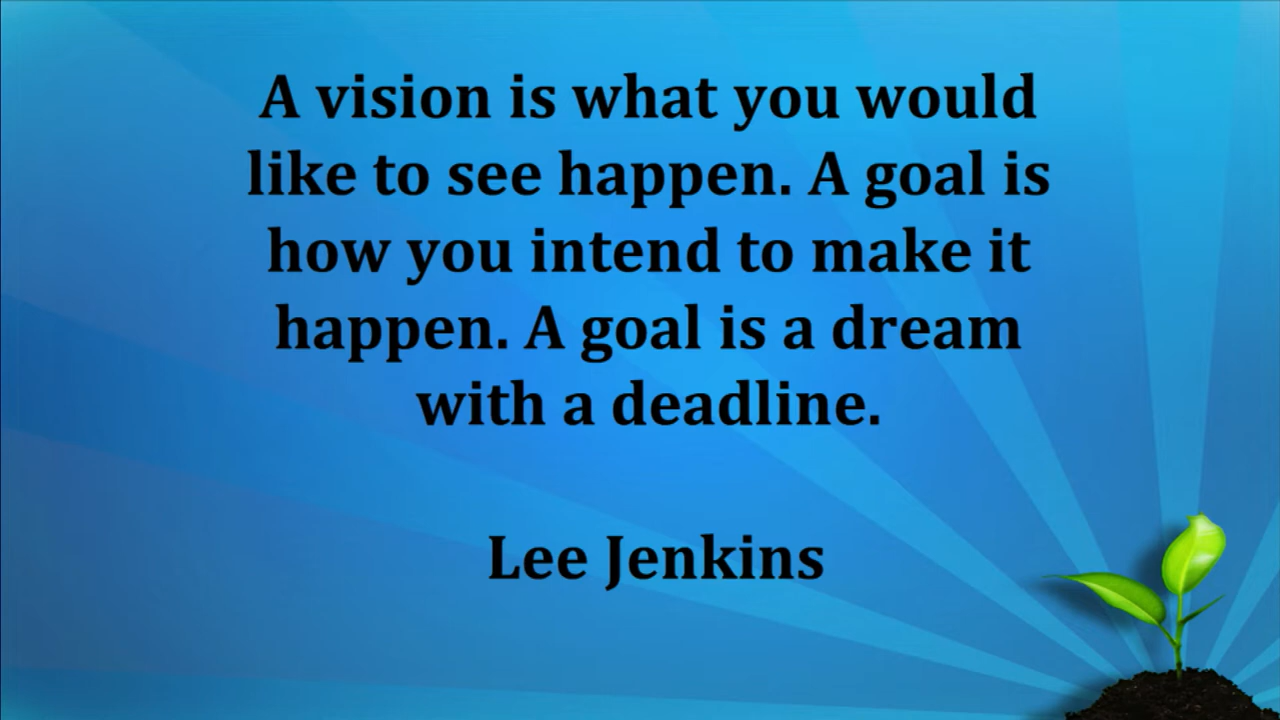 A vision is what you would
like to see happen. A goal is
how you intend to make it
happen. A goal is a dream
with a deadline.
Lee Jenkins